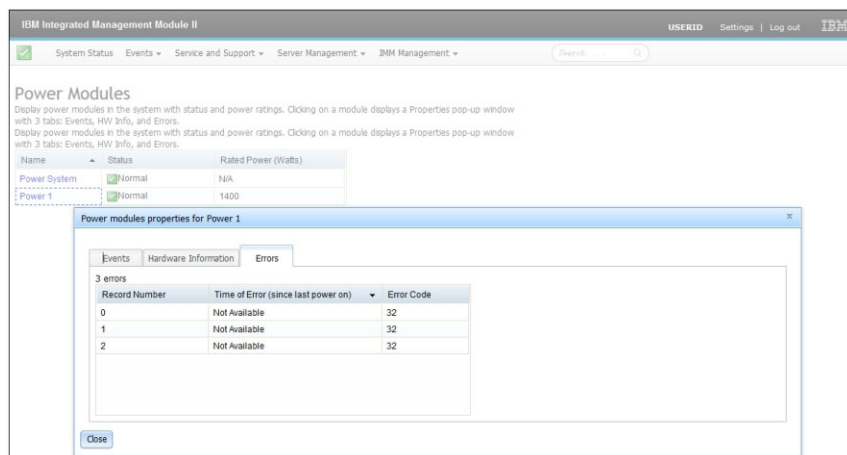 IBM Integrated Management Module II
USERID Settings | Log out IBM
System Status Events Service and Support Server Management IMM Management Search . . .
Power Modules
Display power modules in the system with status and power ratings. Clicking on a module displays a Properties pop-up window
with 3 tabs: Events, HW Info, and Errors.
Display power modules in the system with status and power ratings. Clicking on a module displays a Properties pop-up window
with 3 tabs: Events, HW Info, and Errors.
Name Status Rated Power (Watts)
Power System Normal N/A
Power 1 Normal 1400
Power modules properties for Power 1 x
Events Hardware Information Errors
3 errors
Record Number Time of Error (since last power on) Error Code
0 Not Available 32
1 Not Available 32
2 Not Available 32
Close